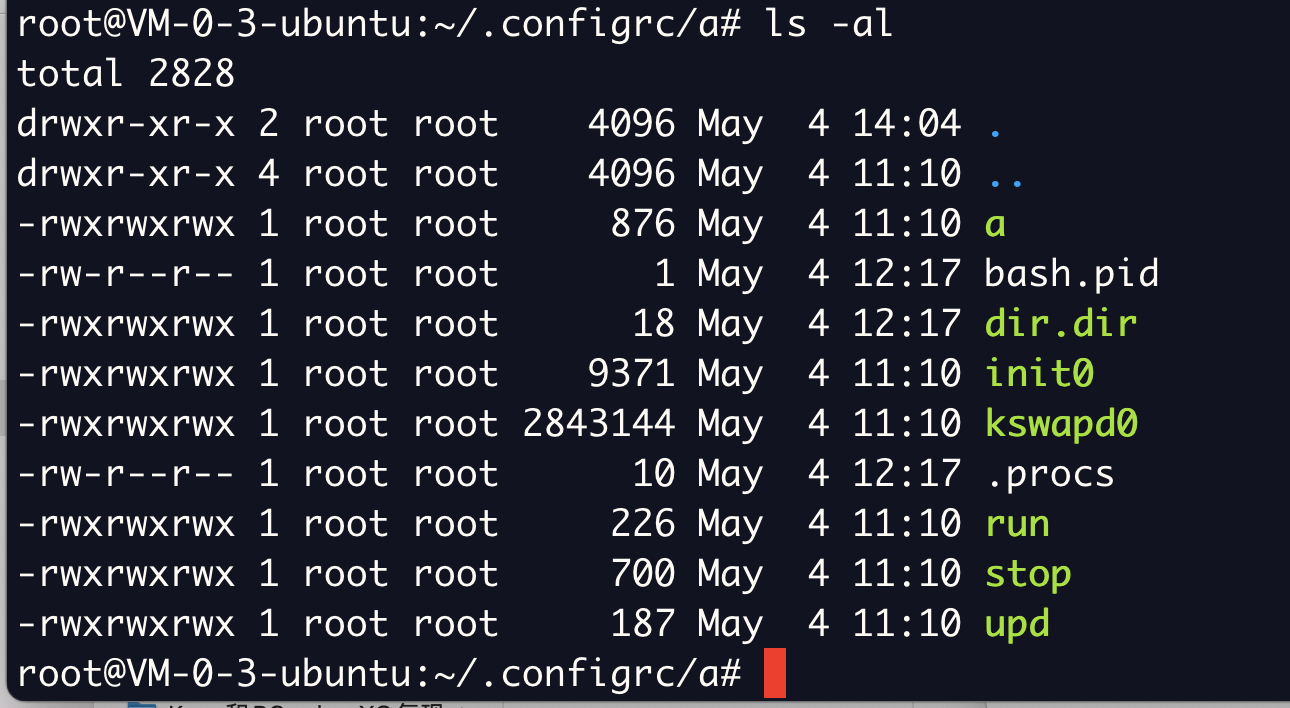 root@VM-0-3-ubuntu:~/.configrc/a# ls -al
total 2828
drwxr-xr-x 2 root root    4096 May  4 14:04 .
drwxr-xr-x 4 root root    4096 May  4 11:10 ..
-rwxrwxrwx 1 root root     876 May  4 11:10 a
-rw-r--r-- 1 root root       1 May  4 12:17 bash.pid
-rwxrwxrwx 1 root root      18 May  4 12:17 dir.dir
-rwxrwxrwx 1 root root    9371 May  4 11:10 init0
-rwxrwxrwx 1 root root 2843144 May  4 11:10 kswapd0
-rw-r--r-- 1 root root      10 May  4 12:17 .procs
-rwxrwxrwx 1 root root     226 May  4 11:10 run
-rwxrwxrwx 1 root root     700 May  4 11:10 stop
-rwxrwxrwx 1 root root     187 May  4 11:10 upd
root@VM-0-3-ubuntu:~/.configrc/a#